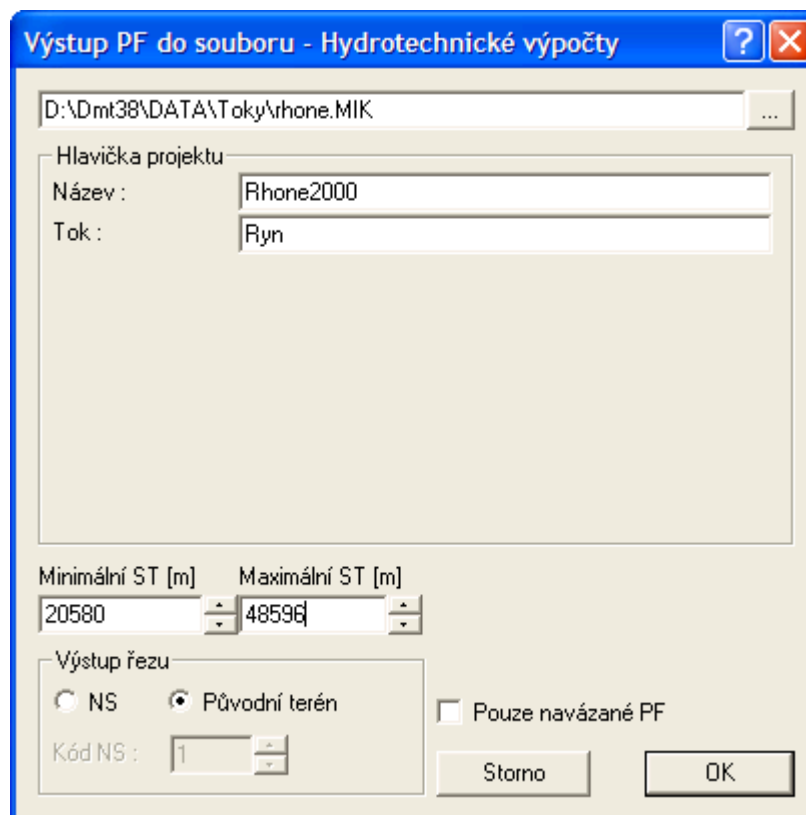 Výstup PF do souboru - Hydrotechnické výpočty ?
D:\Dmt38\DATA\Toky\rhone.MIK ...
Hlavička projektu
Název : Rhone2000
Tok : Ryn
Minimální ST [m] Maximální ST [m]
20580 48596
Výstup řezu
NS Původní terén
Pouze navázané PF
Kód NS : 1
Storno OK